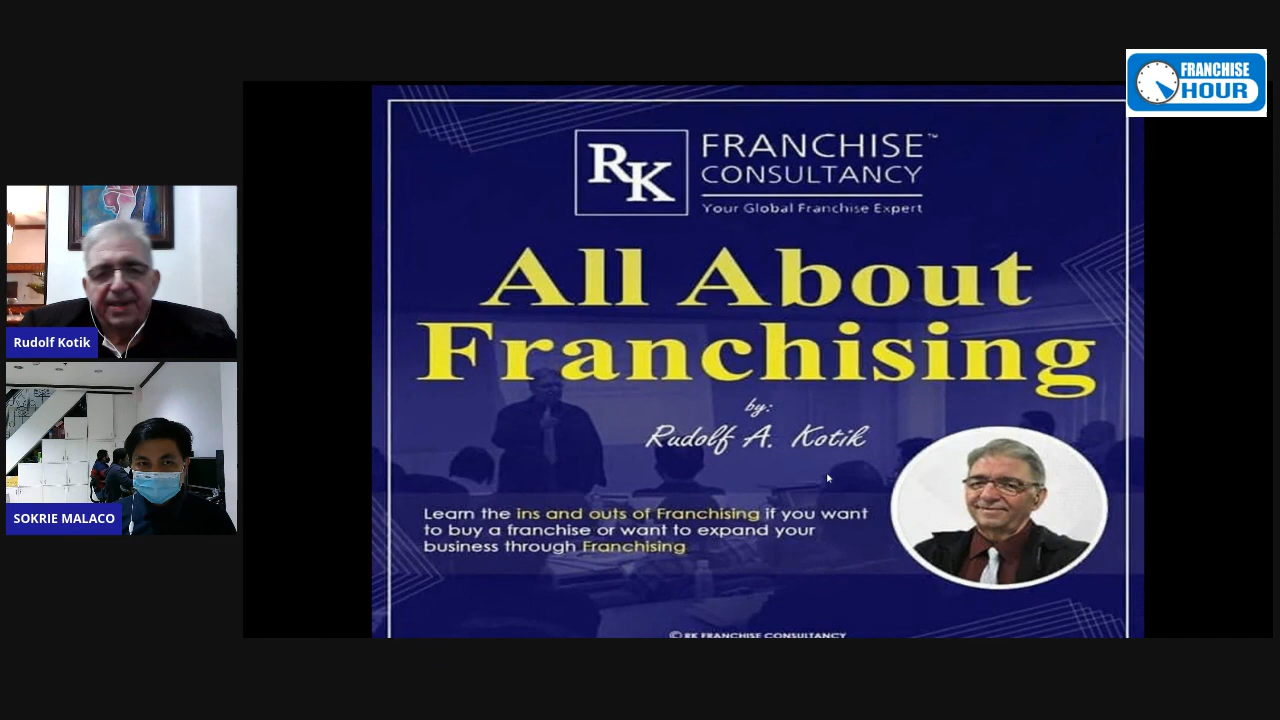 FRANCHISE
HOUR
RK
FRANCHISE™
CONSULTANCY
Your Global Franchise Expert
All About
Franchising
by:
Rudolf A. Kotik
Learn the ins and outs of Franchising if you want
to buy a franchise or want to expand your
business through Franchising
© RK FRANCHISE CONSULTANCY
Rudolf Kotik
SOKRIE MALACO